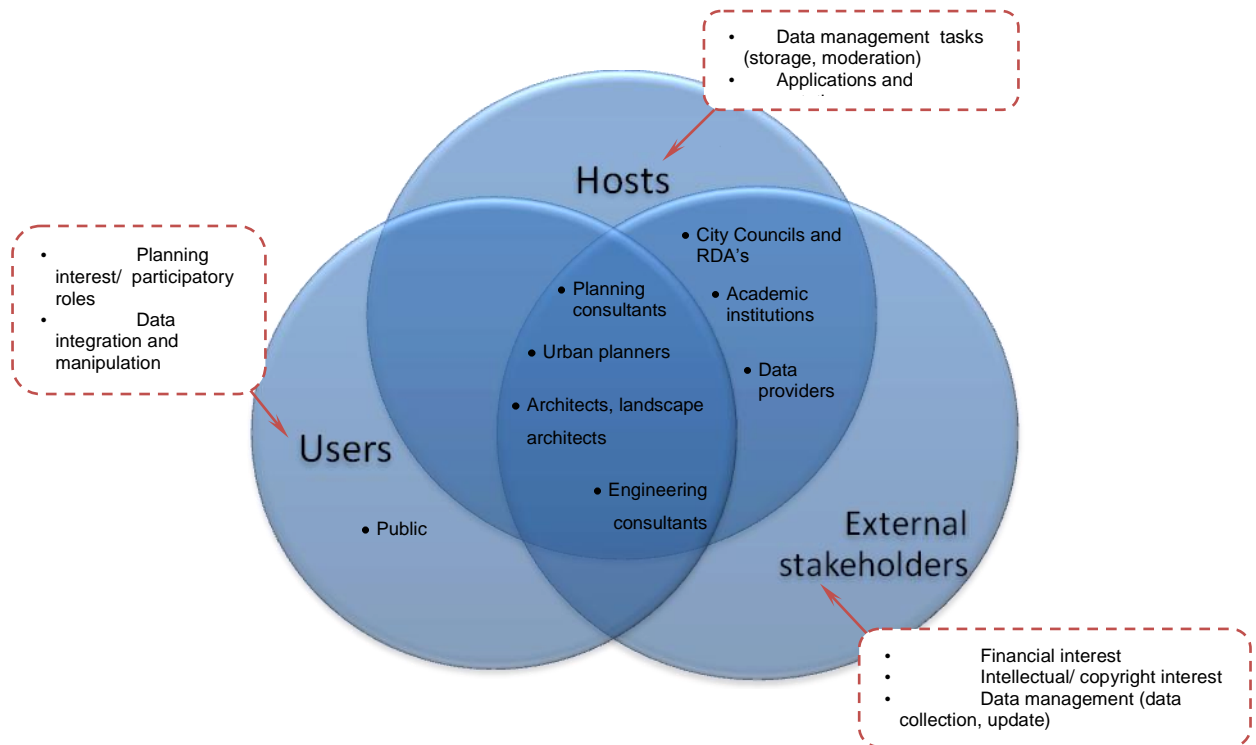 • Data management tasks
(storage, moderation)
• Applications and
Hosts
• City Councils and
RDA's
• Planning
consultants
• Academic
institutions
• Planning
interest/ participatory
roles
• Data
integration and
manipulation
• Urban planners
• Data
providers
• Architects, landscape
architects
Users
• Engineering
consultants
• Public
External
stakeholders
• Financial interest
• Intellectual/ copyright interest
• Data management (data
collection, update)